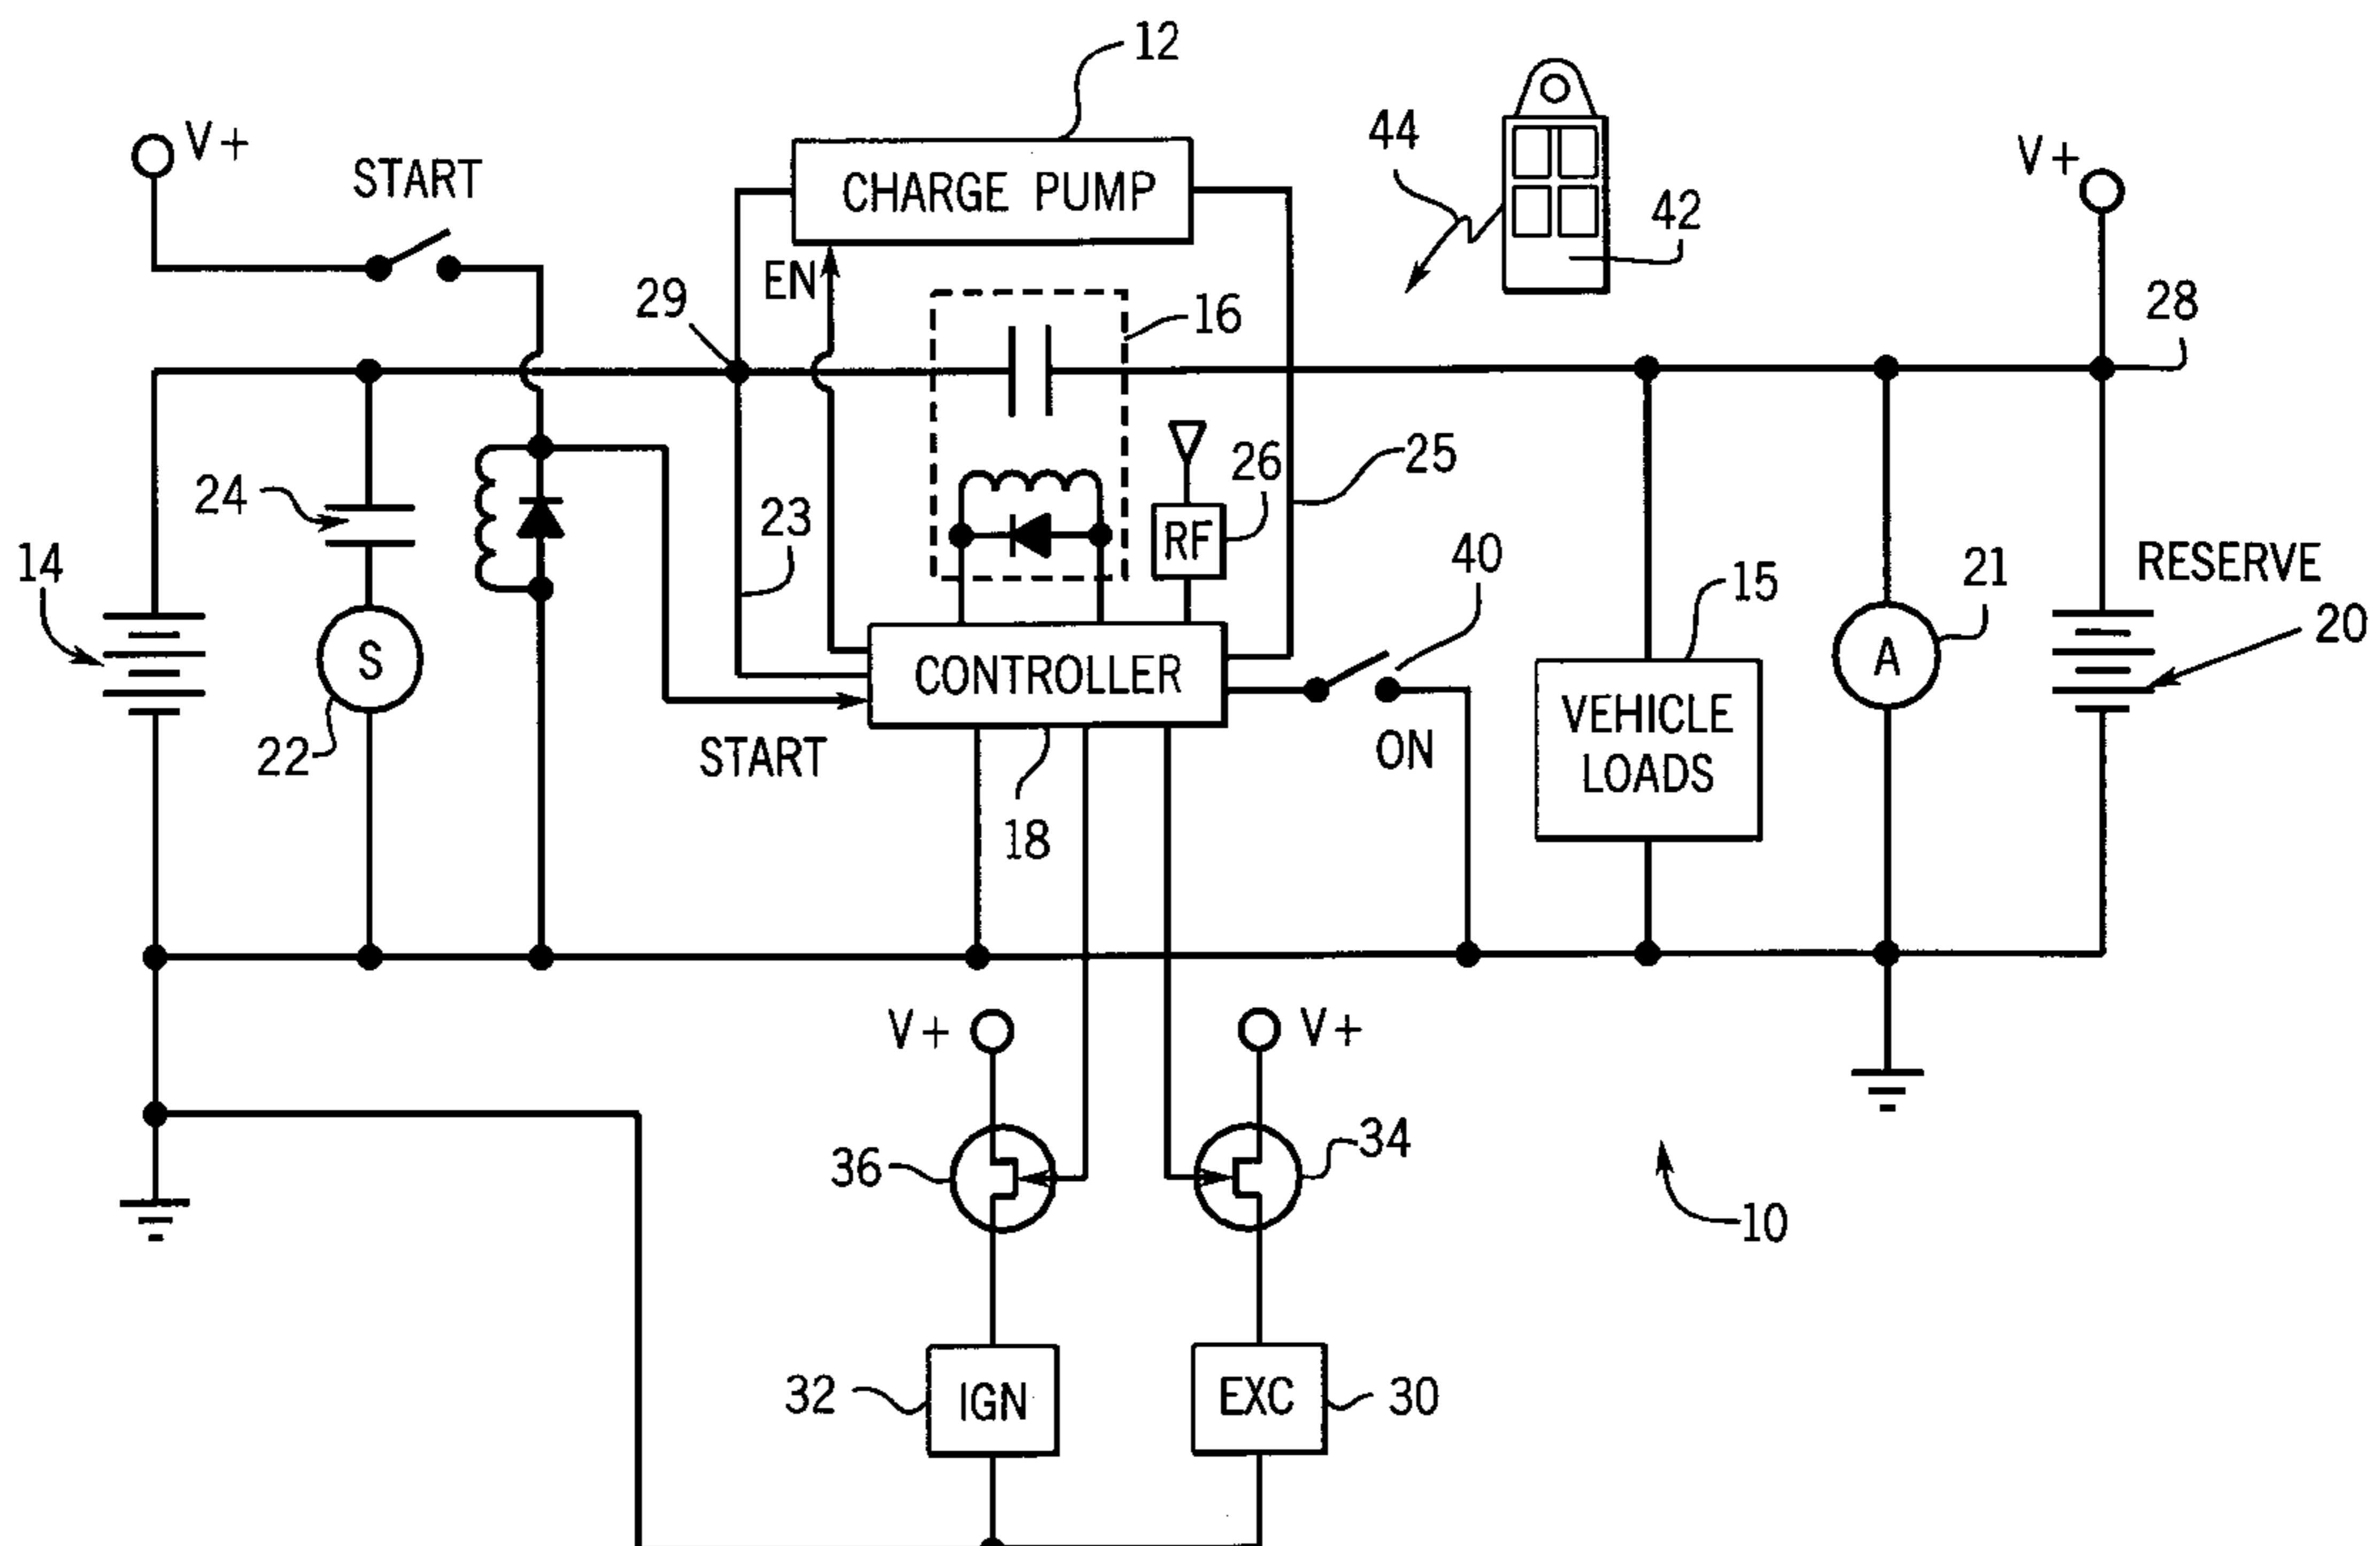 12
V+
START
CHARGE PUMP
44
42
V+
EN
29
16
28
24
23
26
25
RF
40
14
15
21
RESERVE
20
S
CONTROLLER
A
22
START
ON
VEHICLE
LOADS
18
V+
V+
36
34
10
32
IGN
EXC
30